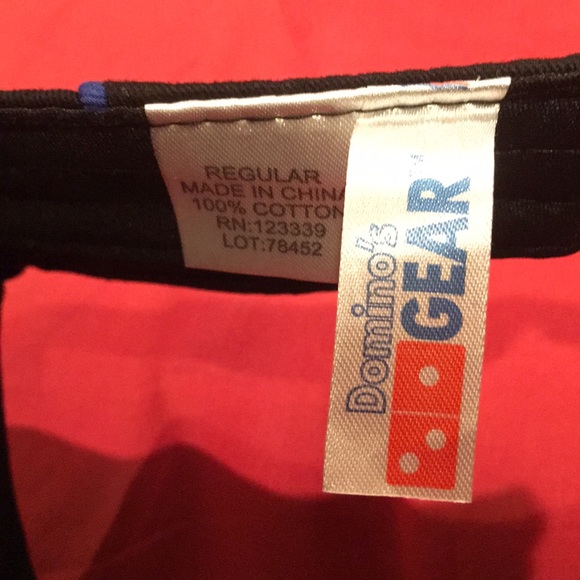 REGULAR
MADE IN CHINA
100% COTTON
RN:123339
LOT:78452
Domino's
GEAR